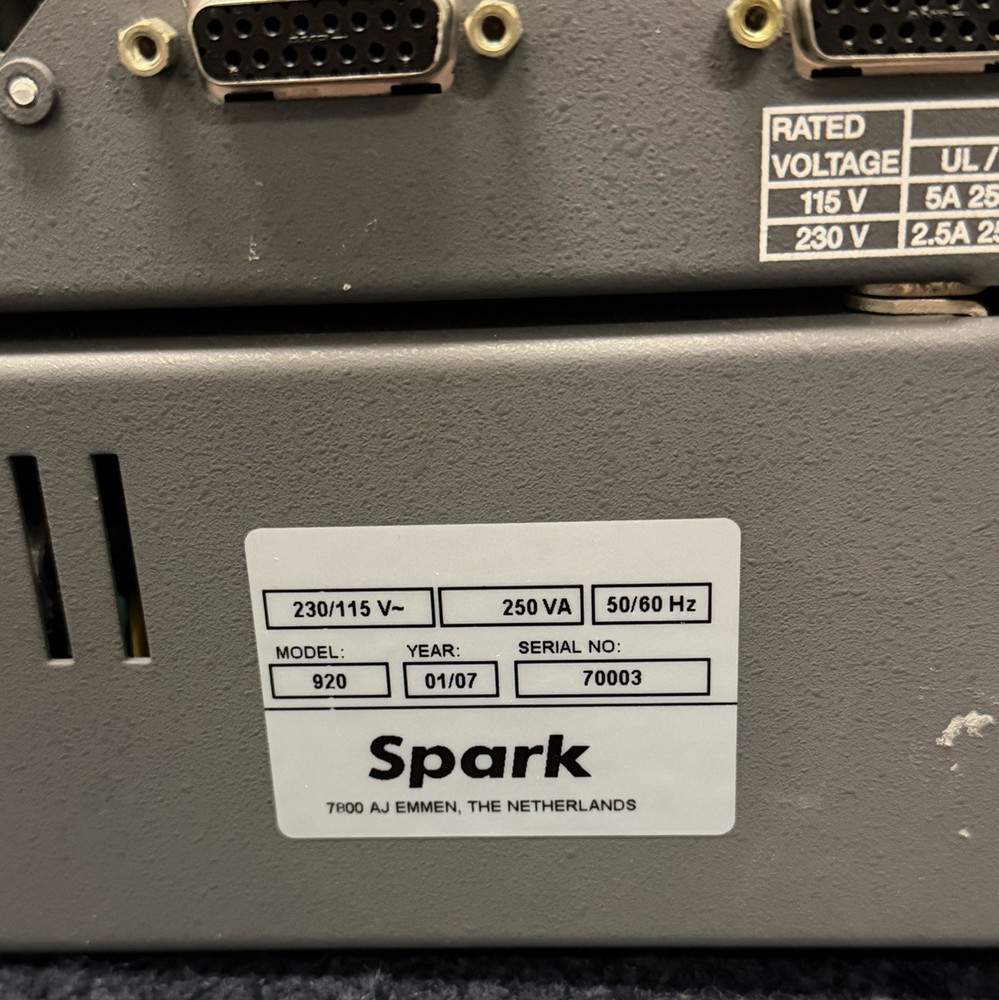 RATED
VOLTAGE UL /
115 V 5A 25
230 V 2.5A 25
230/115 V~ 250 VA 50/60 Hz
MODEL: YEAR: SERIAL NO:
920 01/07 70003
Spark
7800 AJ EMMEN, THE NETHERLANDS